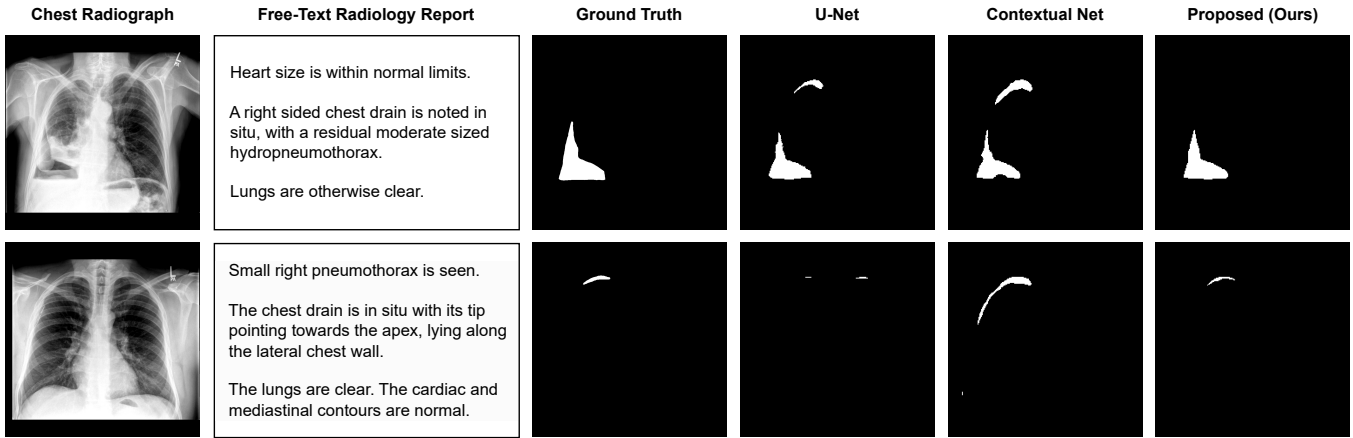 Chest Radiograph
Free-Text Radiology Report
Ground Truth
U-Net
Contextual Net
Proposed (Ours)
Heart size is within normal limits.
A right sided chest drain is noted in
situ, with a residual moderate sized
hydropneumothorax.
Lungs are otherwise clear.
Small right pneumothorax is seen.
The chest drain is in situ with its tip
pointing towards the apex, lying along
the lateral chest wall.
The lungs are clear. The cardiac and
mediastinal contours are normal.